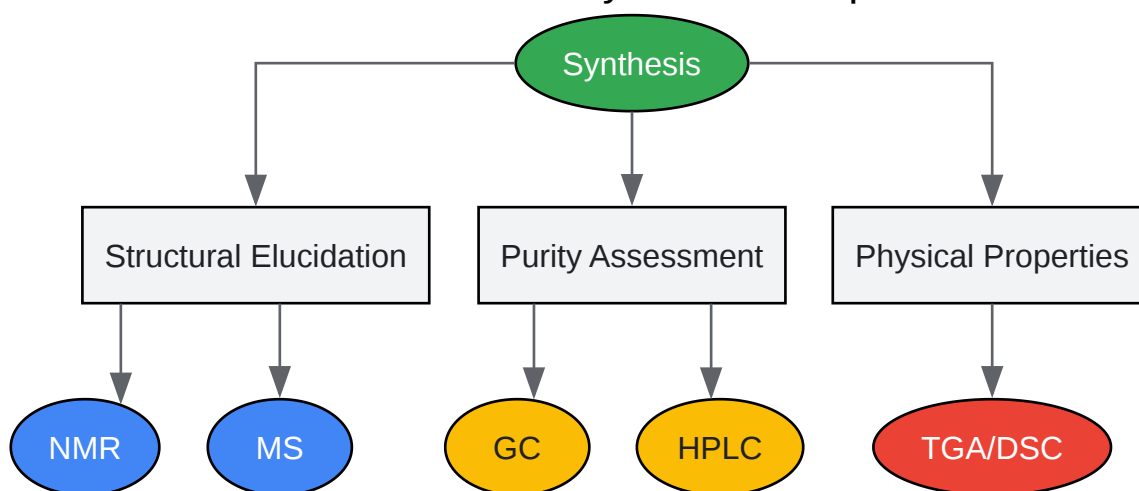 Synthesis
Structural Elucidation
Purity Assessment
Physical Properties
NMR
MS
GC
HPLC
TGA/DSC